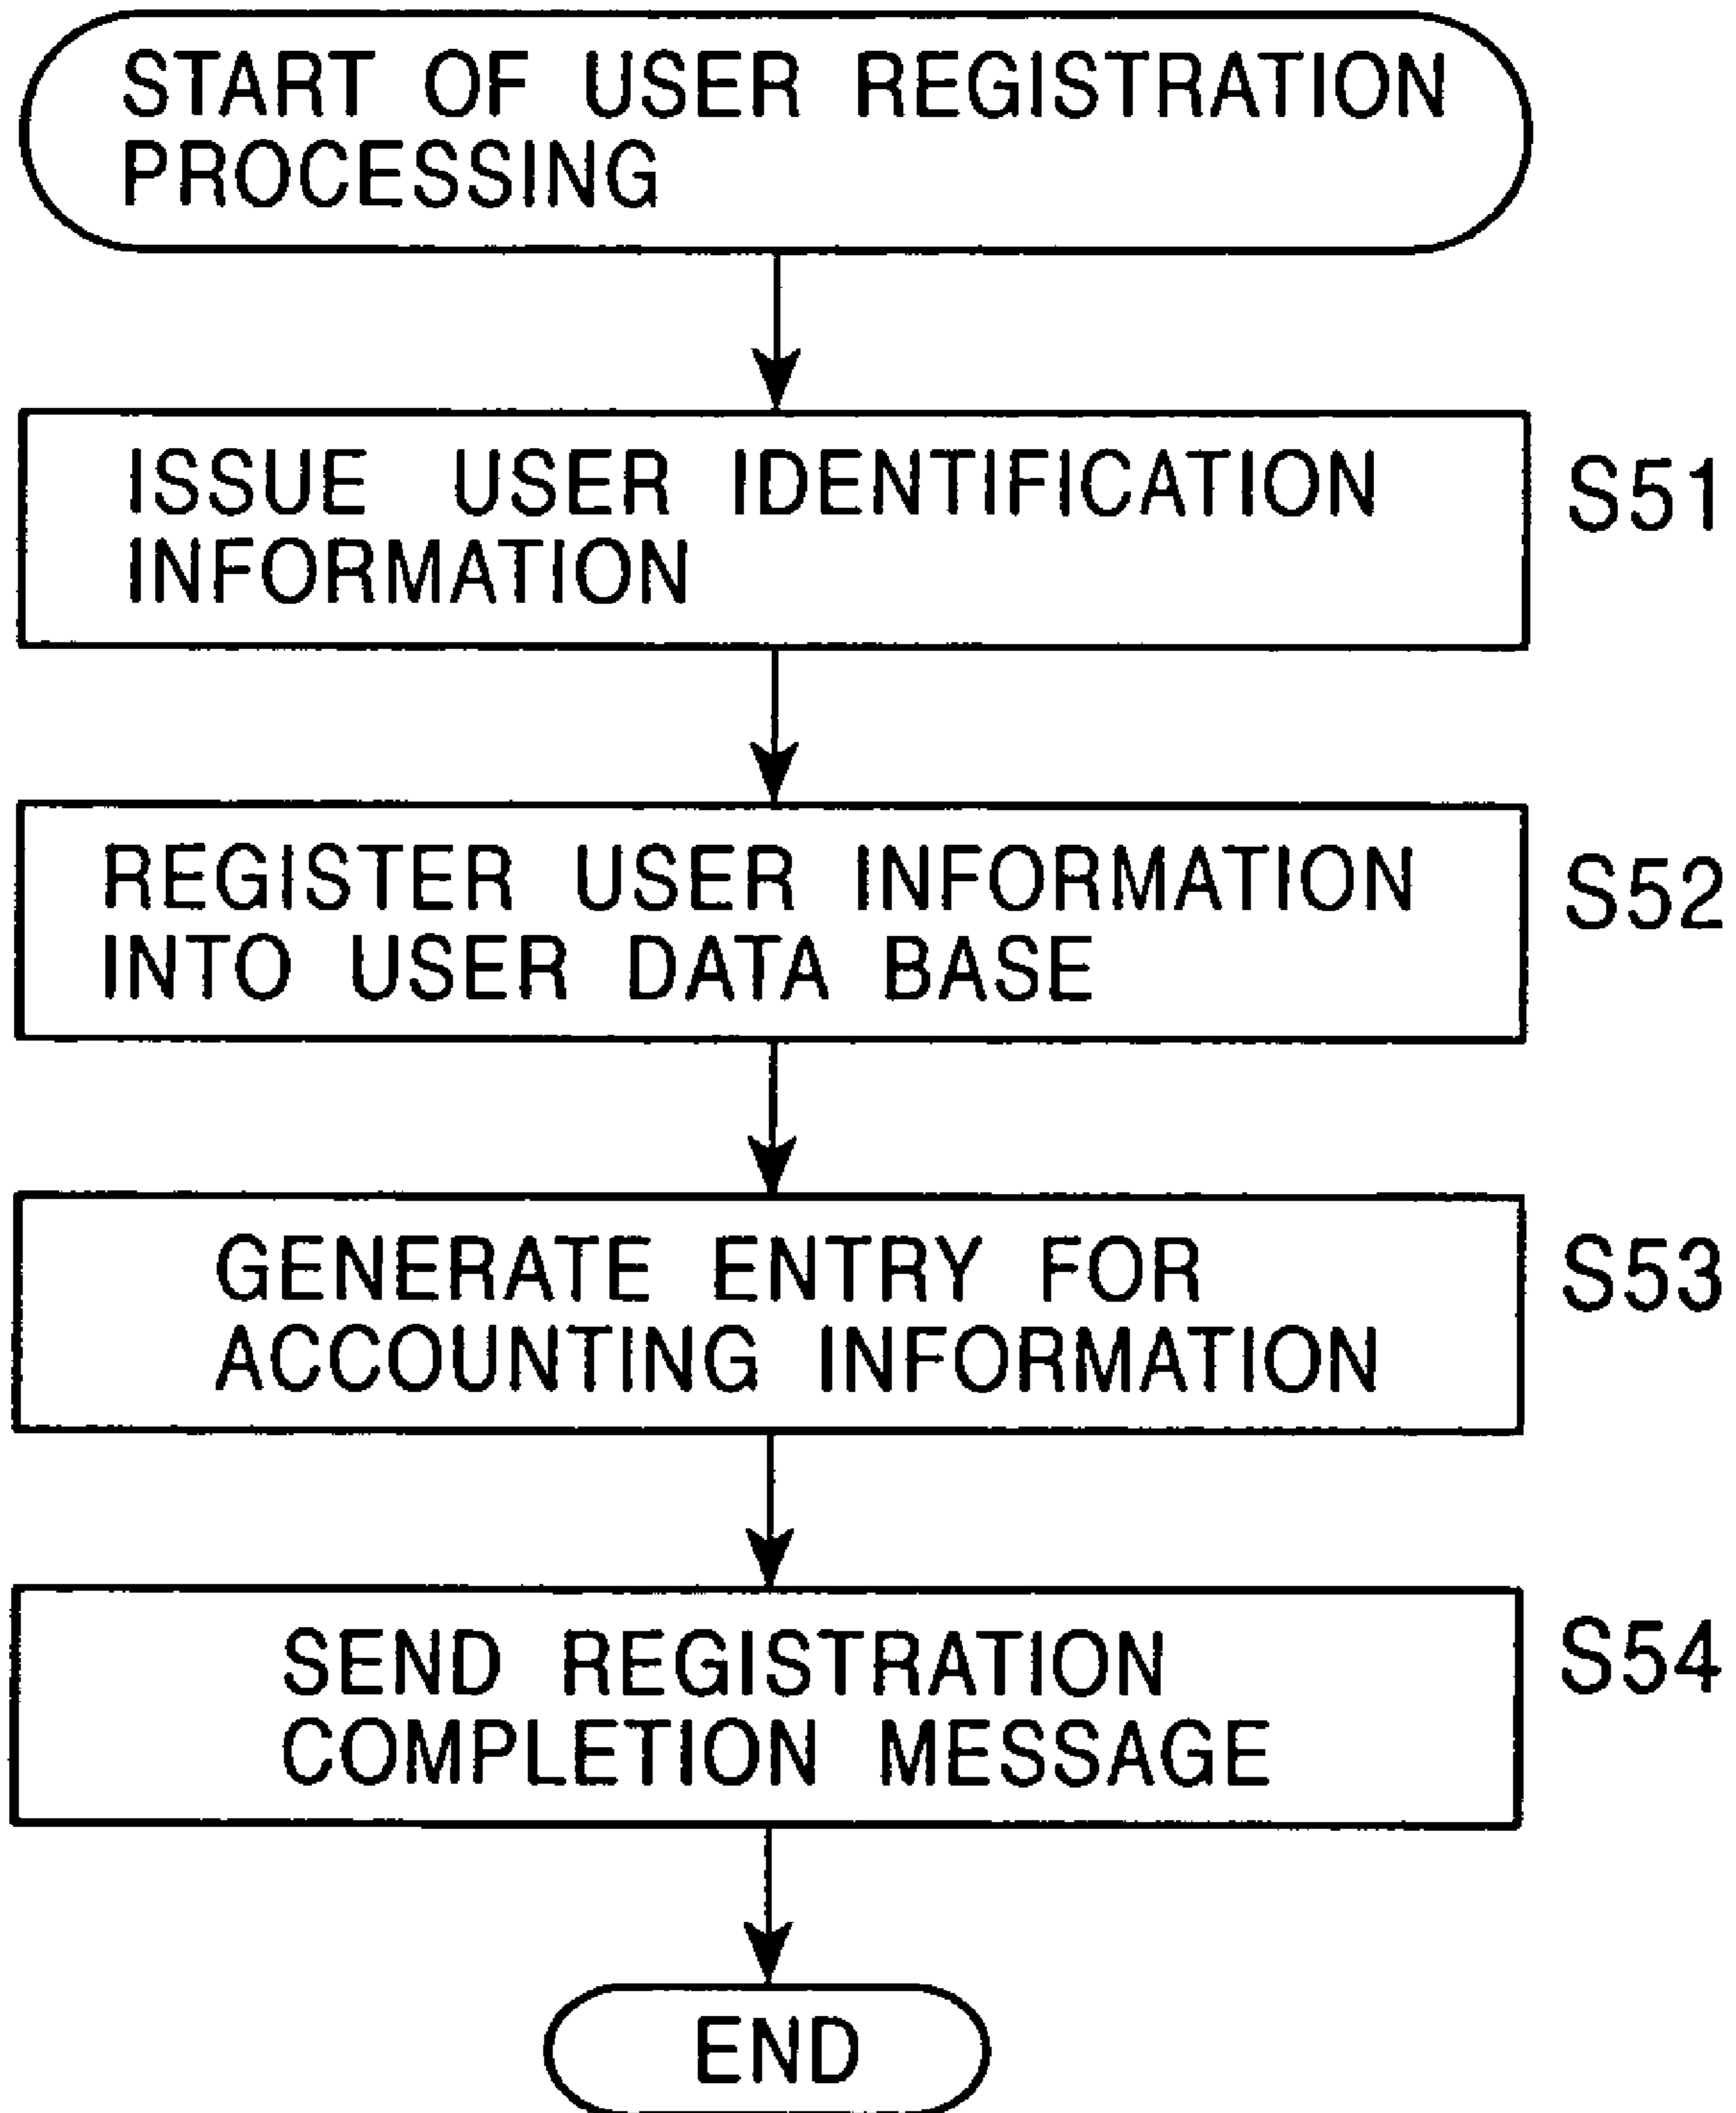 START OF USER REGISTRATION
PROCESSING
ISSUE USER IDENTIFICATION
INFORMATION
S51
REGISTER USER INFORMATION
INTO USER DATA BASE
S52
GENERATE ENTRY FOR
ACCOUNTING INFORMATION
S53
SEND REGISTRATION
COMPLETION MESSAGE
S54
END